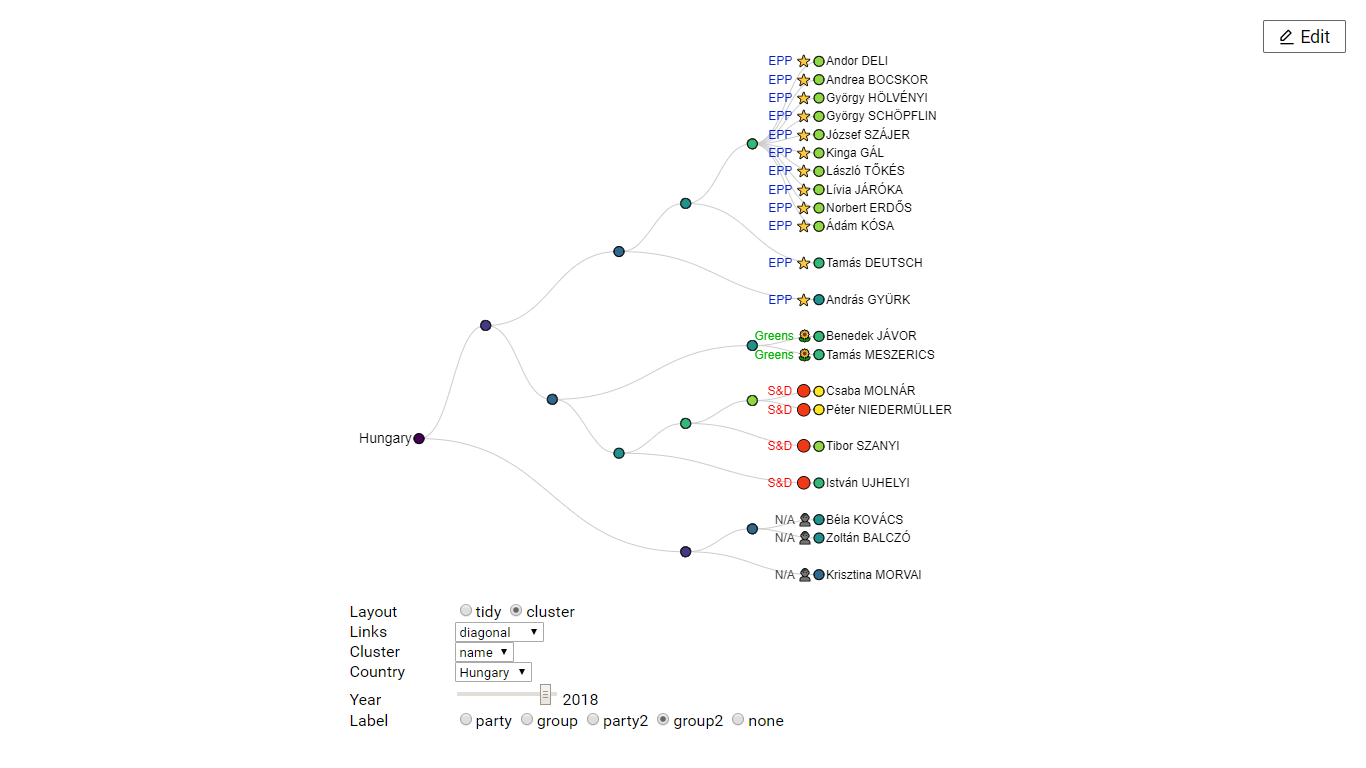 Edit
EPP Andor DELI
EPP Andrea BOCSKOR
EPP György HÖLVÉNYI
EPP György SCHÖPFLIN
EPP József SZÁJER
EPP Kinga GÁL
EPP László TŐKÉS
EPP Lívia JÁRÓKA
EPP Norbert ERDŐS
EPP Ádám KÓSA
EPP Tamás DEUTSCH
EPP András GYÜRK
Greens Benedek JÁVOR
Greens Tamás MESZERICS
S&D Csaba MOLNÁR
S&D Péter NIEDERMÜLLER
Hungary
S&D Tibor SZANYI
S&D István UJHELYI
N/A Béla KOVÁCS
N/A Zoltán BALCZÓ
N/A Krisztina MORVAI
Layout tidy cluster
Links diagonal
Cluster name
Country Hungary
Year 2018
Label party group party2 group2 none